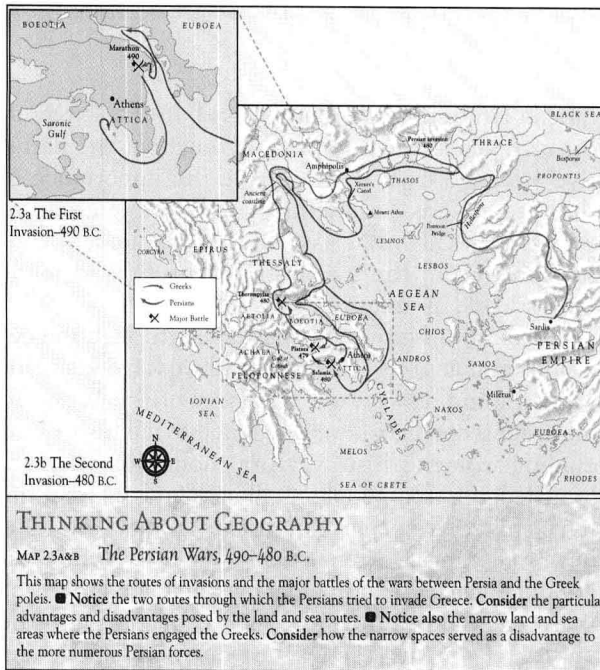 BOEOTIA
EUBOEA
Marathon
490
Athens
ATTICA
Saronic
Gulf
2.3a The First
Invasion–490 B.C.
BLACK SEA
MACEDONIA
Amphipolis
Persian invasion
480
THRACE
Bosporus
PROPONTIS
Ancient
coastline
Xerxes's
Canal
THASOS
Mount Athos
Pontoon
Bridge
Hellespont
LEMNOS
CORCYRA
EPIRUS
THESSALY
LESBOS
Greeks
Persians
Major Battle
Thermopylae
480
AEGEAN
SEA
AETOLIA
BOEOTIA
EUBOEA
CHIOS
Sardis
PERSIAN
EMPIRE
ACHAEA
Gulf of
Corinth
Plataea
479
Athens
ATTICA
Salamis
480
ANDROS
SAMOS
PELOPONNESE
IONIAN
SEA
CYCLADES
Miletus
NAXOS
EUBOEA
MEDITERRANEAN SEA
N
W
E
S
MELOS
2.3b The Second
Invasion–480 B.C.
SEA OF CRETE
RHODES
THINKING ABOUT GEOGRAPHY
MAP 2.3A&B The Persian Wars, 490–480 B.C.
This map shows the routes of invasions and the major battles of the wars between Persia and the Greek
poleis. ■ Notice the two routes through which the Persians tried to invade Greece. Consider the particula
advantages and disadvantages posed by the land and sea routes. ■ Notice also the narrow land and sea
areas where the Persians engaged the Greeks. Consider how the narrow spaces served as a disadvantage to
the more numerous Persian forces.